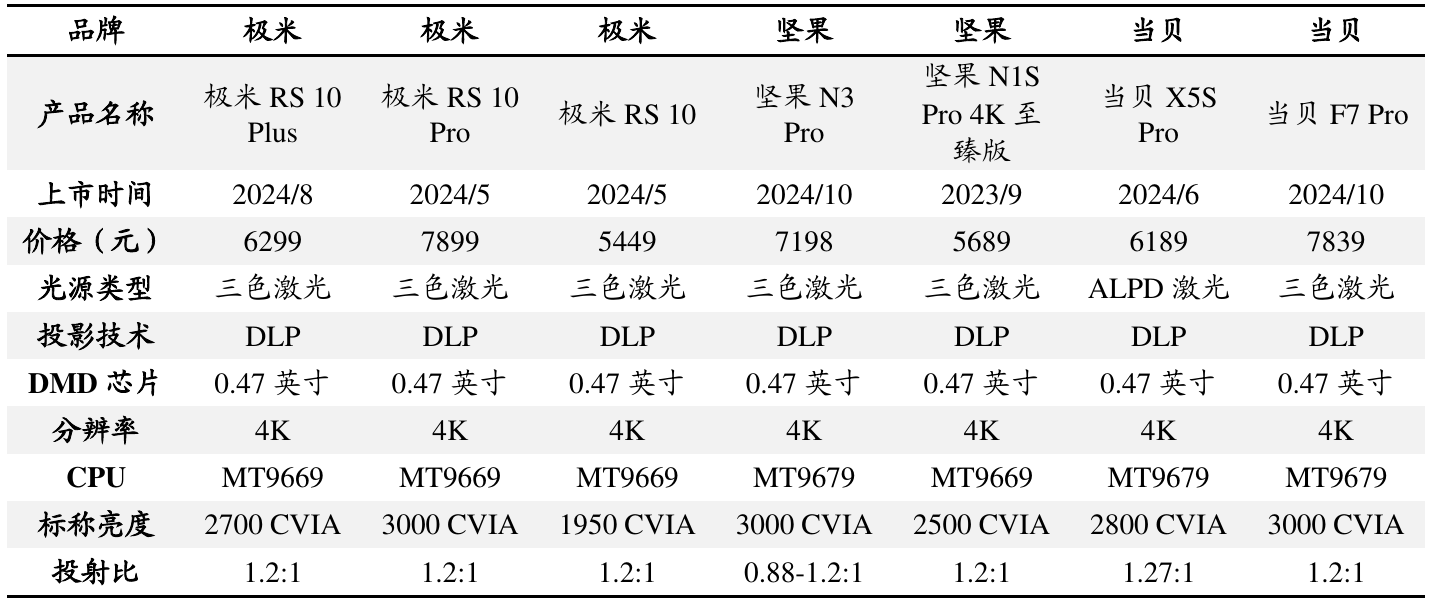 品牌 极米 极米 极米 坚果 坚果 当贝 当贝
产品名称 极米 RS 10 Plus 极米 RS 10 Pro 极米 RS 10 坚果 N3 Pro 坚果 N1S Pro 4K 至臻版 当贝 X5S Pro 当贝 F7 Pro
上市时间 2024/8 2024/5 2024/5 2024/10 2023/9 2024/6 2024/10
价格（元） 6299 7899 5449 7198 5689 6189 7839
光源类型 三色激光 三色激光 三色激光 三色激光 三色激光 ALPD 激光 三色激光
投影技术 DLP DLP DLP DLP DLP DLP DLP
DMD 芯片 0.47 英寸 0.47 英寸 0.47 英寸 0.47 英寸 0.47 英寸 0.47 英寸 0.47 英寸
分辨率 4K 4K 4K 4K 4K 4K 4K
CPU MT9669 MT9669 MT9669 MT9679 MT9669 MT9679 MT9679
标称亮度 2700 CVIA 3000 CVIA 1950 CVIA 3000 CVIA 2500 CVIA 2800 CVIA 3000 CVIA
投射比 1.2:1 1.2:1 1.2:1 0.88-1.2:1 1.2:1 1.27:1 1.2:1